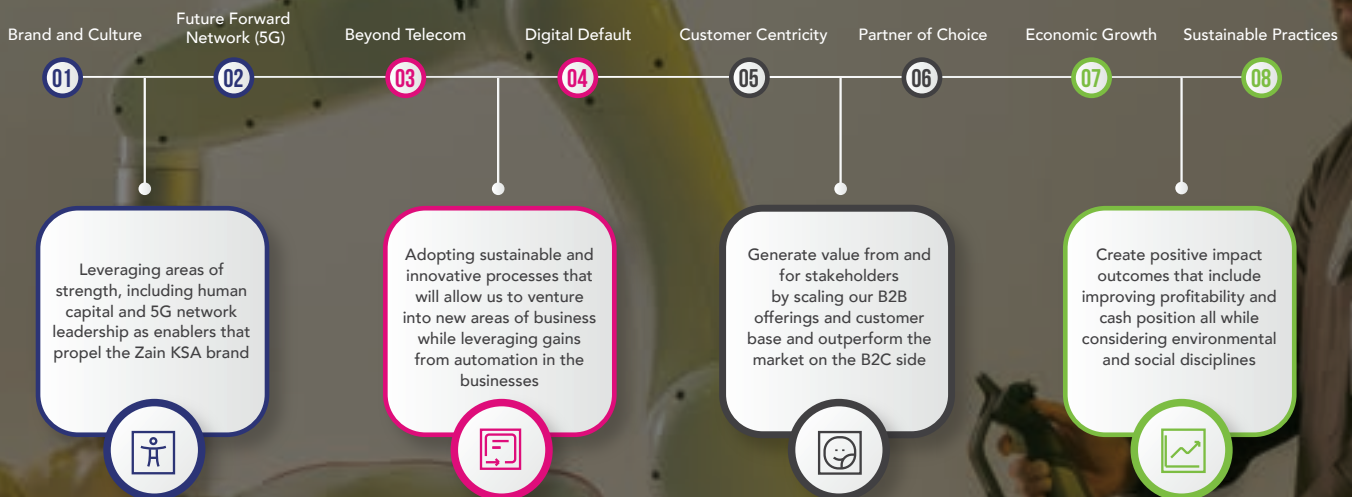 Brand and Culture
Future Forward
Network (5G)
Beyond Telecom
Digital Default
Customer Centricity
Partner of Choice
Economic Growth
Sustainable Practices
01
02
03
04
05
06
07
08
Leveraging areas of
strength, including human
capital and 5G network
leadership as enablers that
propel the Zain KSA brand
Adopting sustainable and
innovative processes that
will allow us to venture
into new areas of business
while leveraging gains
from automation in the
businesses
Generate value from and
for stakeholders
by scaling our B2B
offerings and customer
base and outperform the
market on the B2C side
Create positive impact
outcomes that include
improving profitability and
cash position all while
considering environmental
and social disciplines